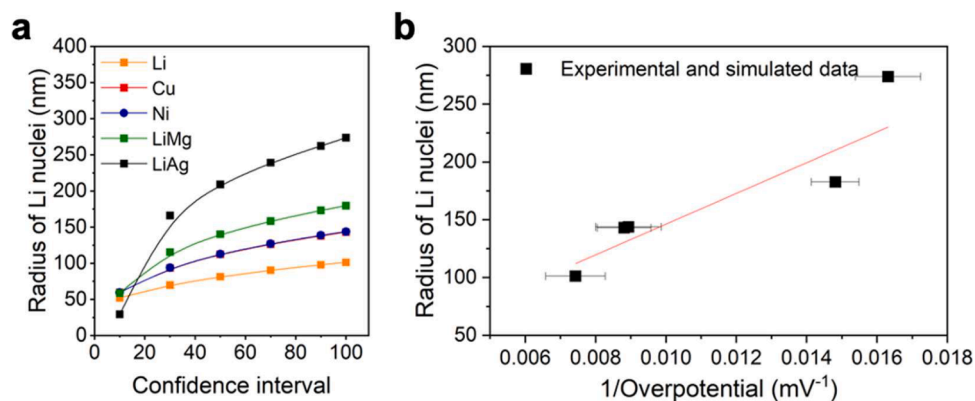 a
400
350
300
250
200
150
100
50
0
Radius of Li nuclei (nm)
Li
Cu
Ni
LiMg
LiAg
0 20 40 60 80 100
Confidence interval
b
300
250
200
150
100
50
Radius of Li nuclei (nm)
Experimental and simulated data
0.006 0.008 0.010 0.012 0.014 0.016 0.018
1/Overpotential (mV⁻¹)